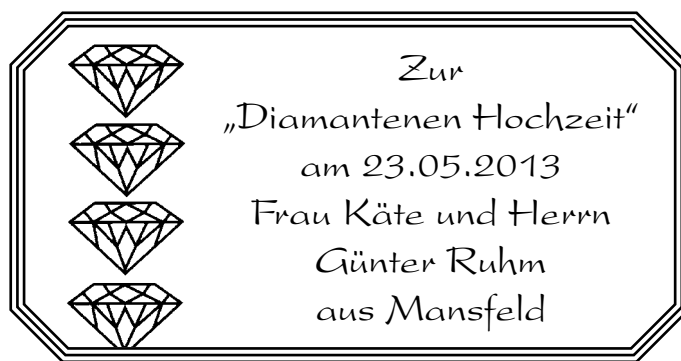 Zur
„Diamantenen Hochzeit“
am 23.05.2013
Frau Käte und Herrn
Günter Ruhm
aus Mansfeld